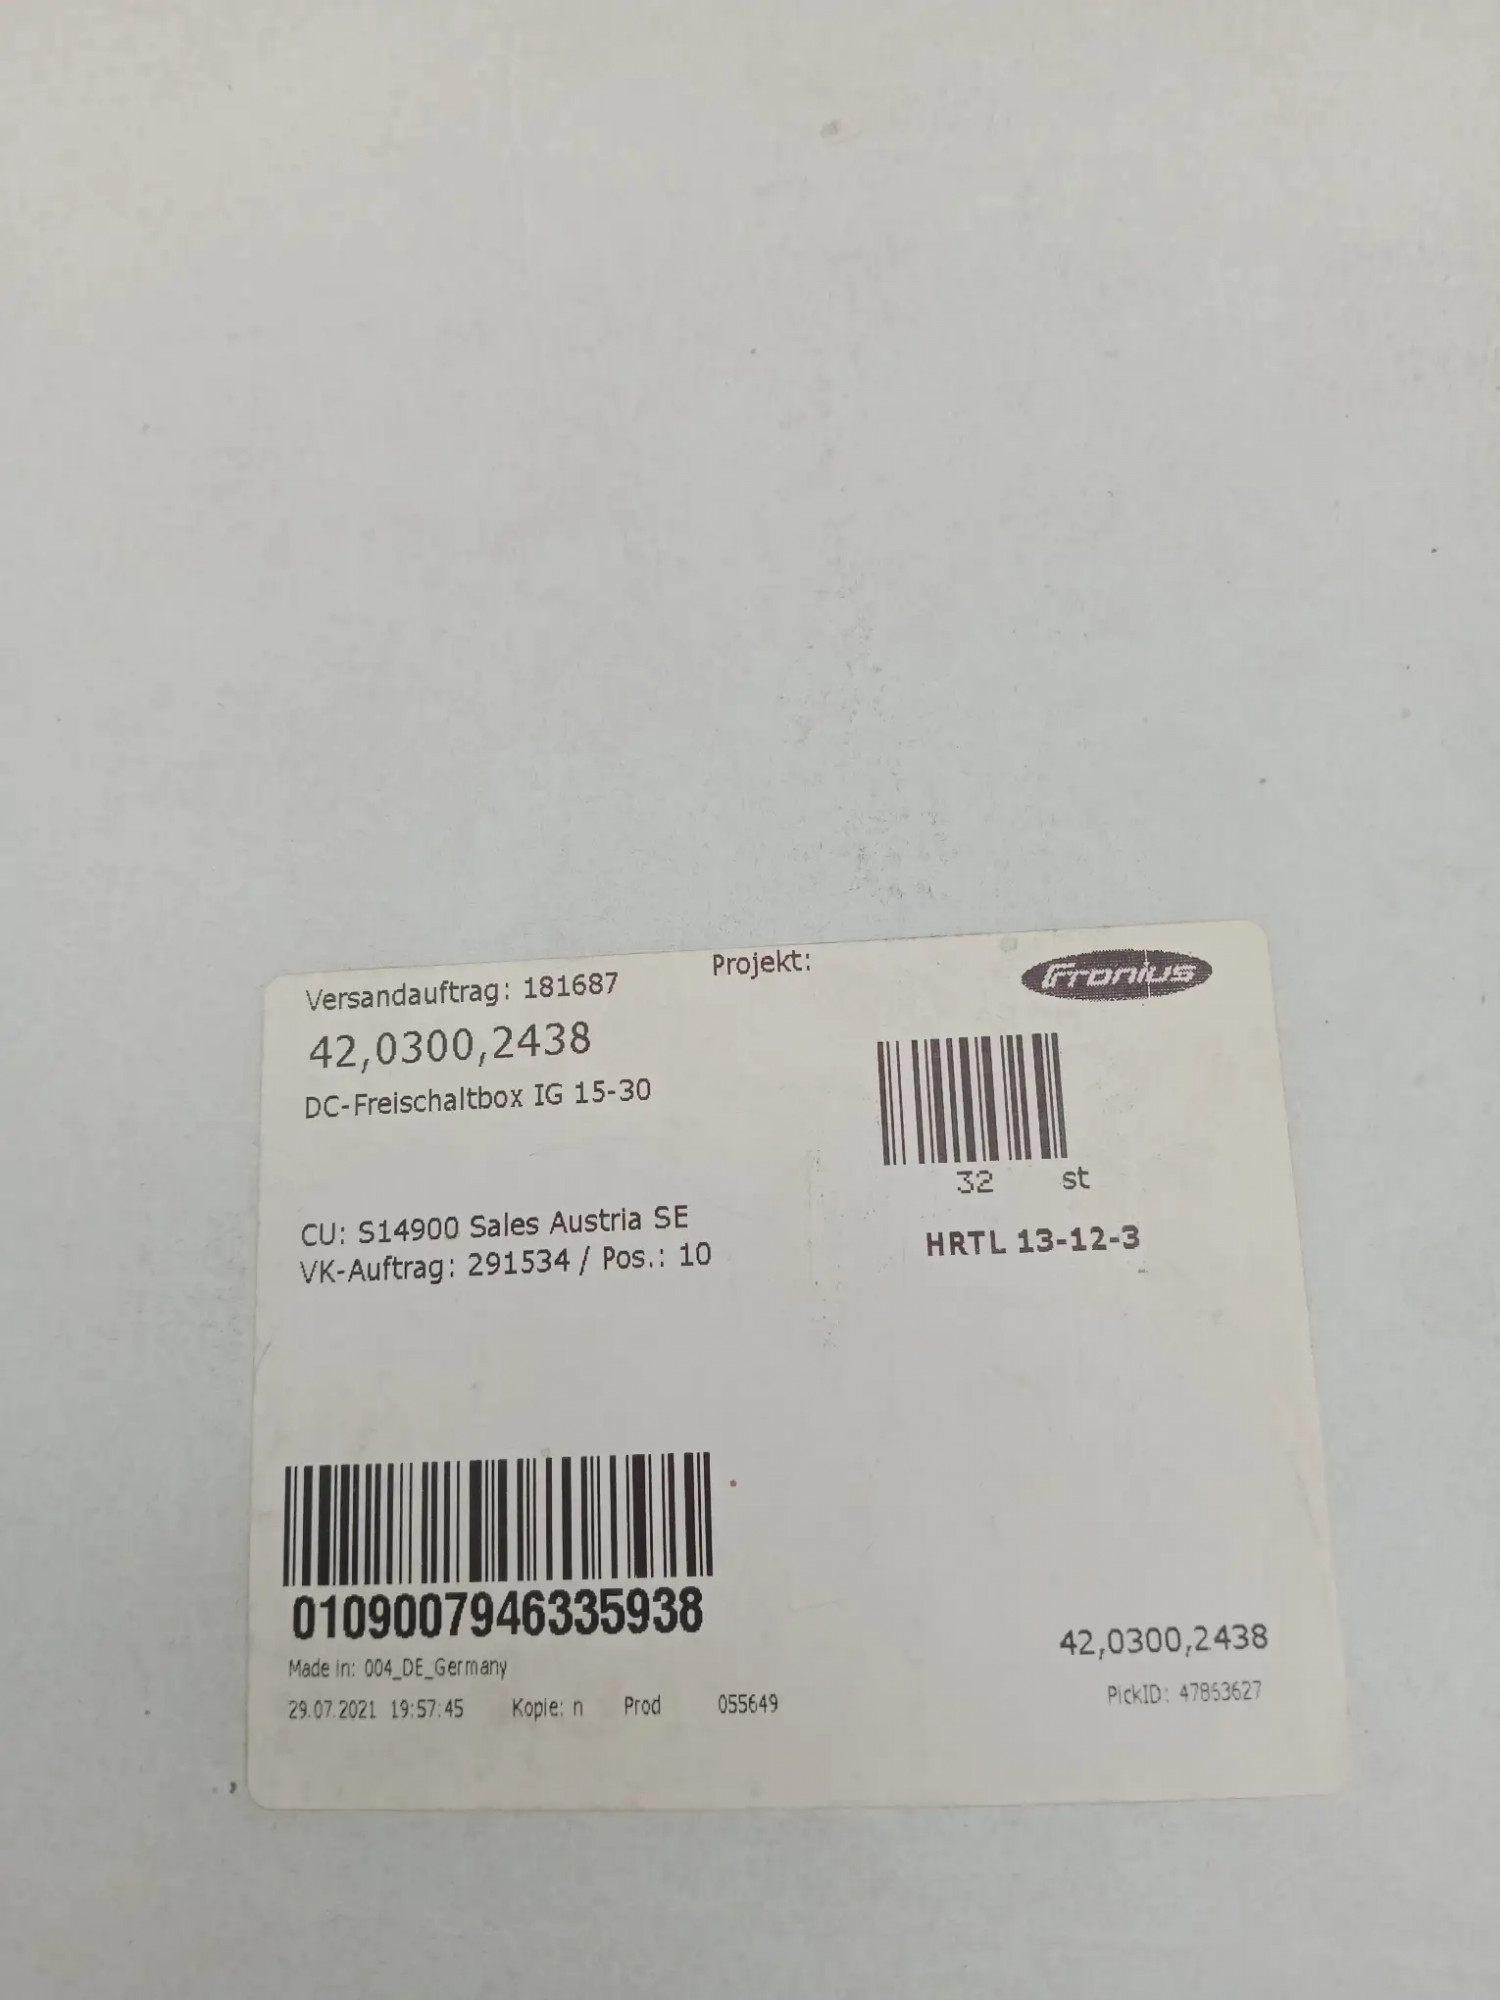 Versandauftrag: 181687
Projekt:
Fronius
42,0300,2438
DC-Freischaltbox IG 15-30
32 st
CU: S14900 Sales Austria SE
VK-Auftrag: 291534 / Pos.: 10
HRTL 13-12-3
0109007946335938
Made in: 004_DE_Germany
29.07.2021 19:57:45 Kopie: n Prod 055649
42,0300,2438
PickID: 47863627